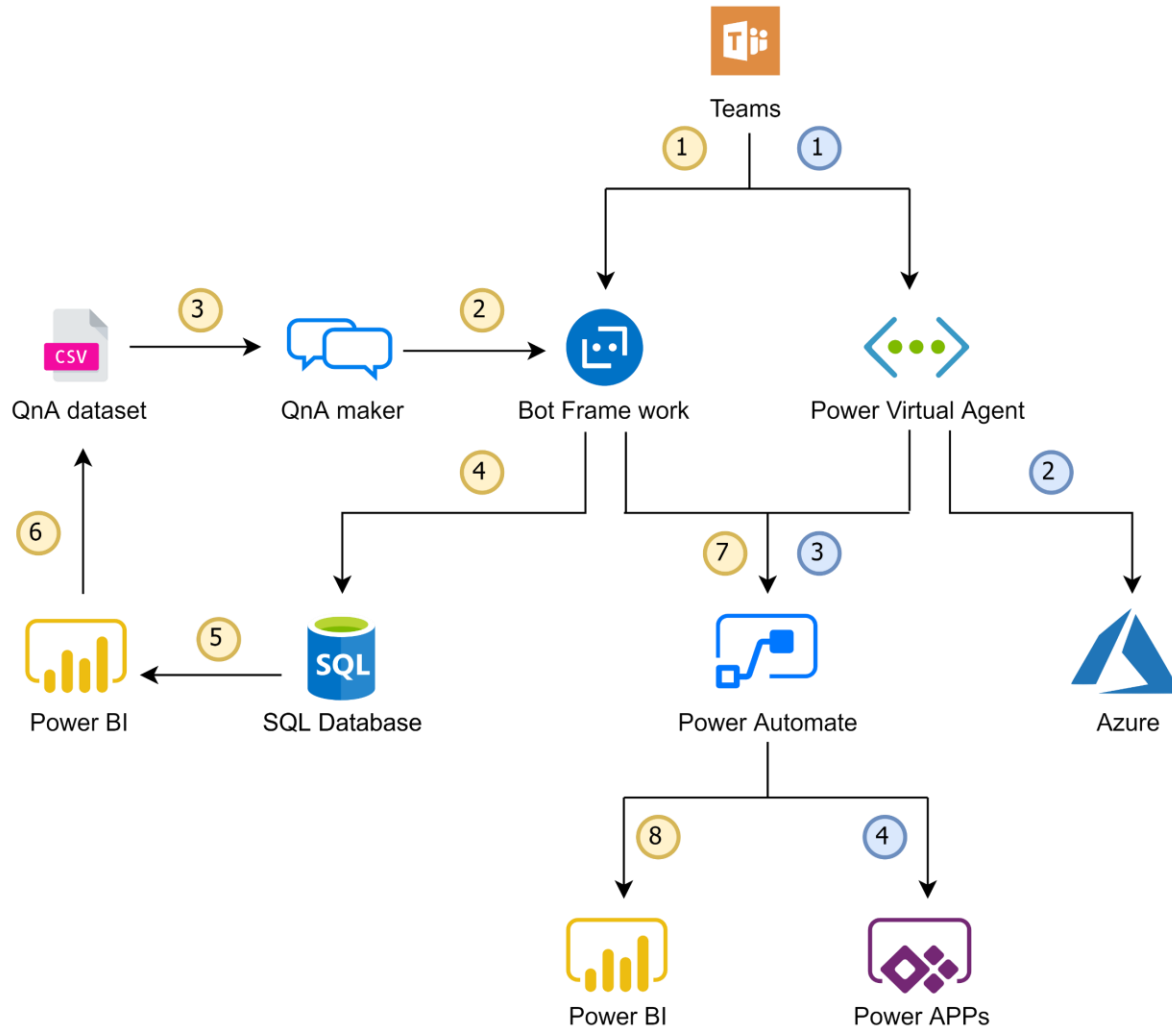 T
Teams
1
1
3
2
CSV
QnA dataset
QnA maker
Bot Frame work
Power Virtual Agent
4
2
6
7
3
5
SQL
Power BI
SQL Database
Power Automate
Azure
8
4
Power BI
Power APPs